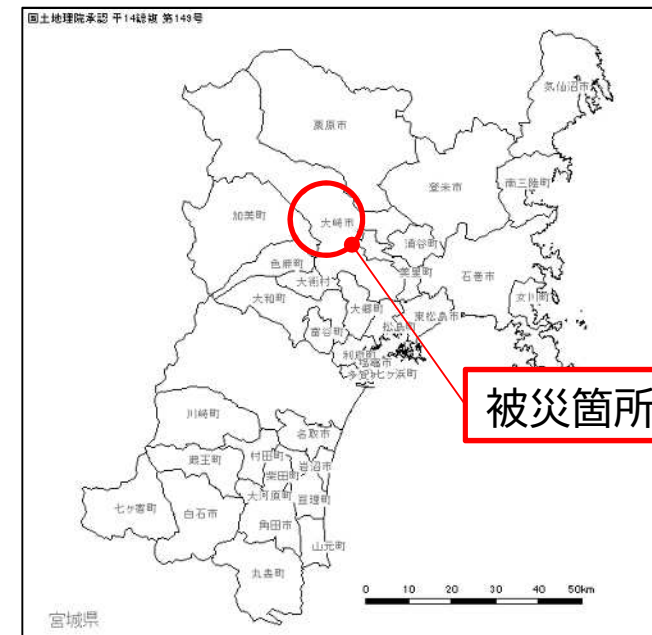 国土地理院承認 平14総複 第149号
気仙沼市
栗原市
登米市
南三陸町
加美町
大崎市
涌谷町
色麻町
美里町
石巻市
大衡村
女川町
大和町
大郷町
東松島市
富谷町
松島町
利府町
塩竈市
多賀
七ヶ浜町
被災箇所
川崎町
名取市
蔵王町
村田町
岩沼市
柴田町
七ヶ宿町
白石市
大河原町
亘理町
角田市
山元町
丸森町
0 10 20 30 40 50km
宮城県